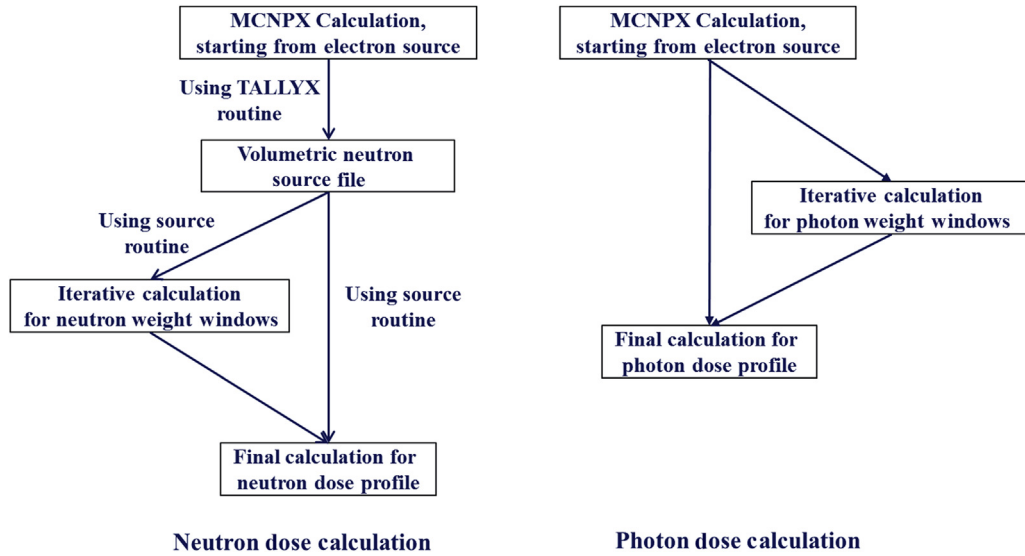 MCNPX Calculation,
starting from electron source
Using TALLYX
routine
Volumetric neutron
source file
Using source
routine
Iterative calculation
for neutron weight windows
Using source
routine
Final calculation for
neutron dose profile
Neutron dose calculation
MCNPX Calculation,
starting from electron source
Iterative calculation
for photon weight windows
Final calculation for
photon dose profile
Photon dose calculation